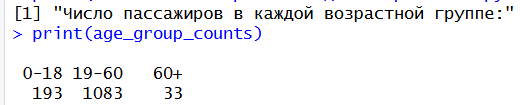 [1] "Число пассажиров в каждой возрастной группе:"
> print(age_group_counts)
0-18 19-60 60+
193 1083 33